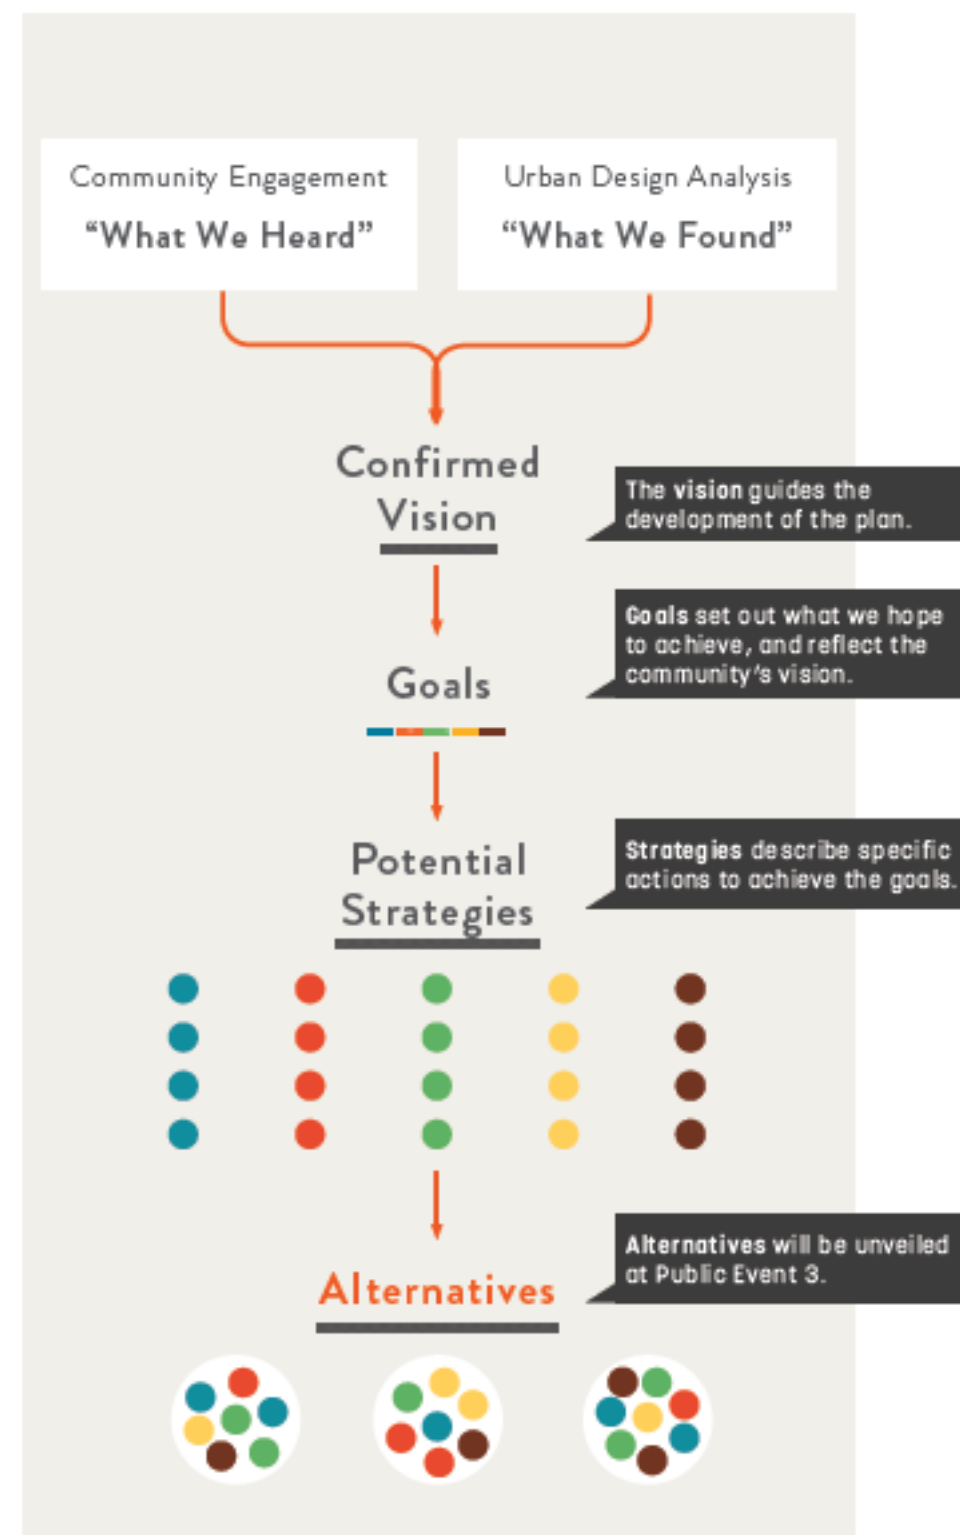 Community Engagement
“What We Heard”
Urban Design Analysis
“What We Found”
Confirmed
Vision
The vision guides the
development of the plan.
Goals
Goals set out what we hope
to achieve, and reflect the
community’s vision.
Potential
Strategies
Strategies describe specific
actions to achieve the goals.
Alternatives
Alternatives will be unveiled
at Public Event 3.